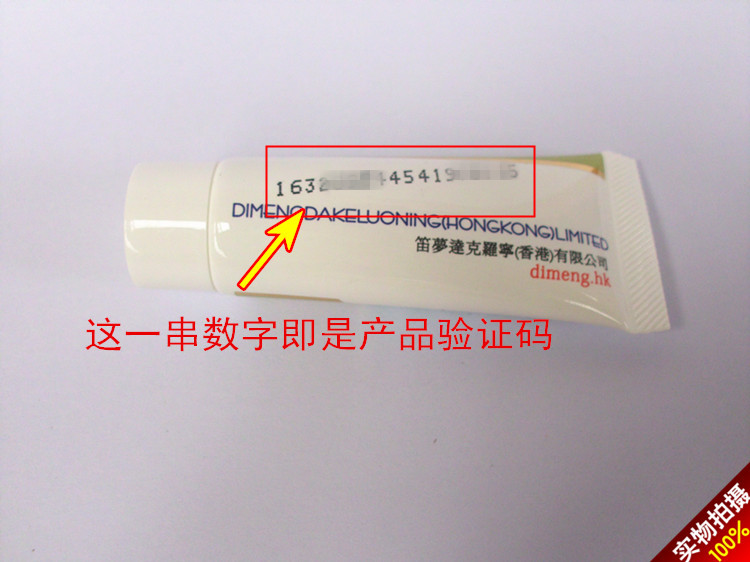 DIMENGDAKELUONING(HONGKONG)LIMITED
笛夢達克羅寧(香港)有限公司
dimeng.hk
这一串数字即是产品验证码
实物拍摄
100%